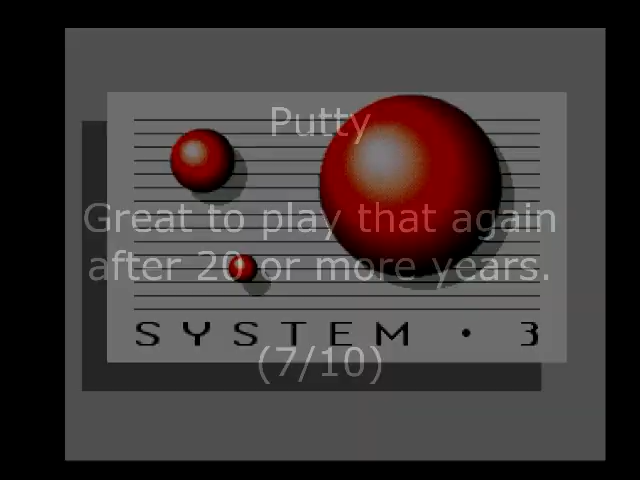 Putty
Great to play that again
after 20 or more years.
SYSTEM · 3
(7/10)